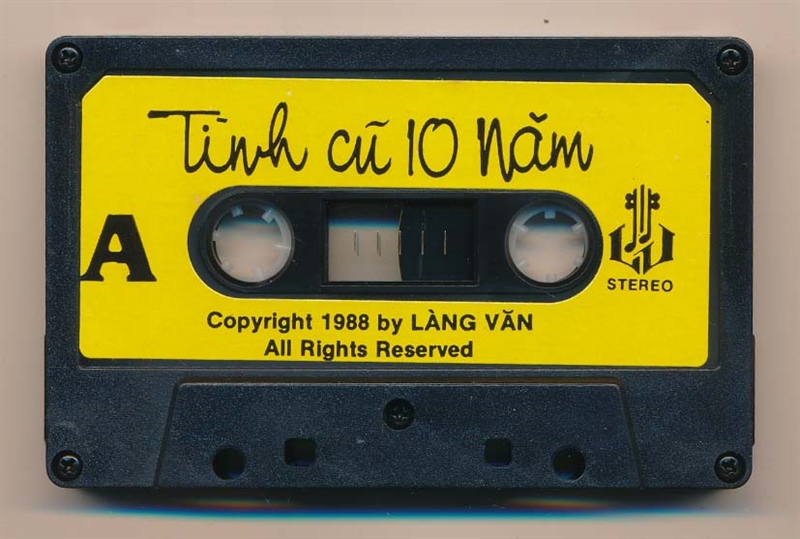 Tình cũ 10 năm
A
STEREO
Copyright 1988 by LÀNG VĂN
All Rights Reserved